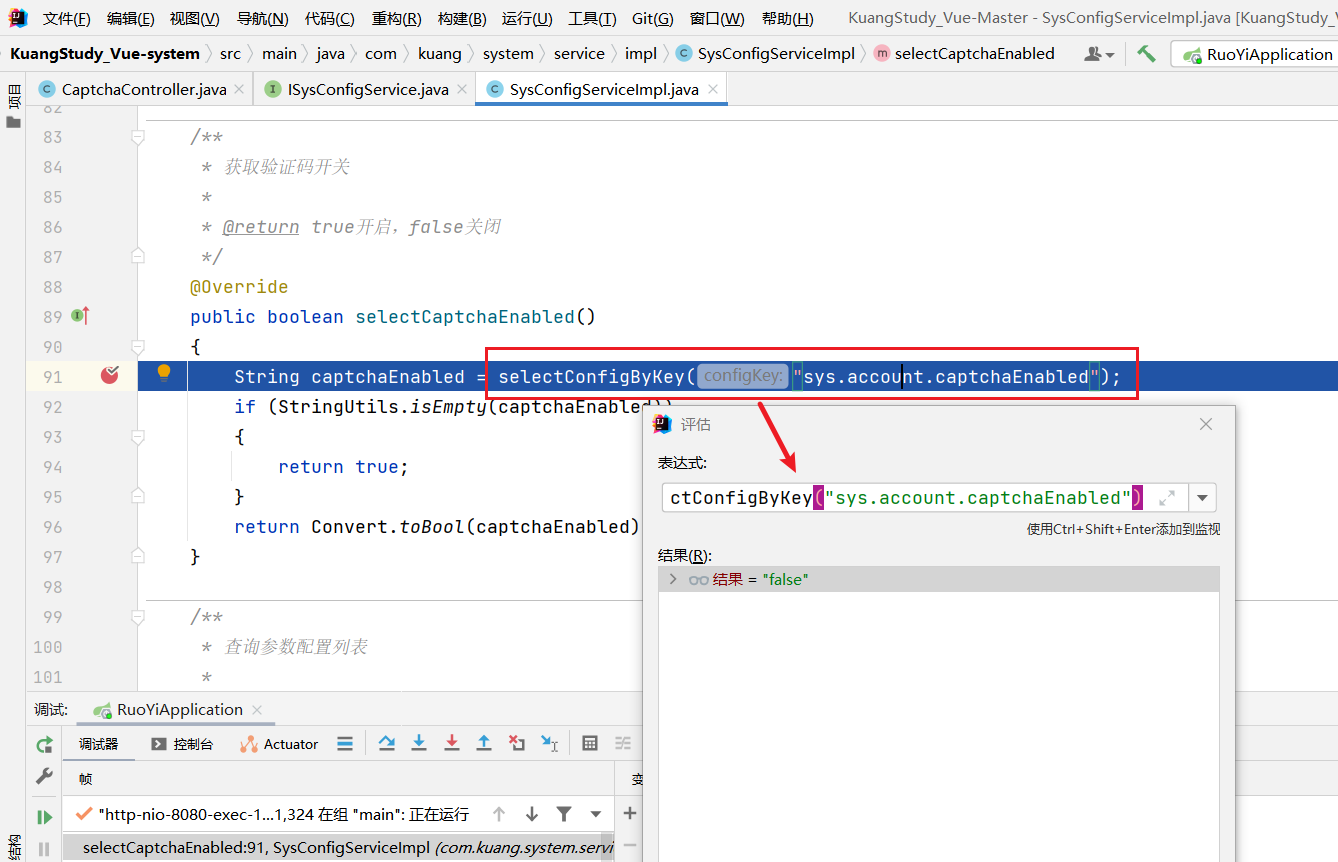 文件(F) 编辑(E) 视图(V) 导航(N) 代码(C) 重构(R) 构建(B) 运行(U) 工具(T) Git(G) 窗口(W) 帮助(H) KuangStudy_Vue-Master - SysConfigServiceImpl.java [KuangStudy_V
KuangStudy_Vue-system src main java com kuang system service impl SysConfigServiceImpl selectCaptchaEnabled RuoYiApplication
项目
CaptchaController.java ISysConfigService.java SysConfigServiceImpl.java
82
83 /**
84 * 获取验证码开关
85 *
86 * @return true开启，false关闭
87 */
88 @Override
89 public boolean selectCaptchaEnabled()
90 {
91 String captchaEnabled = selectConfigByKey( configKey: "sys.account.captchaEnabled");
92 if (StringUtils.isEmpty(captchaEnabled))
93 {
94 return true;
95 }
96 return Convert.toBool(captchaEnabled)
97 }
98
99 /**
100 * 查询参数配置列表
101 *
评估
表达式:
ctConfigByKey("sys.account.captchaEnabled")
使用Ctrl+Shift+Enter添加到监视
结果(R):
结果 = "false"
调试: RuoYiApplication
调试器 控制台 Actuator
帧 变
"http-nio-8080-exec-1...1,324 在组 "main": 正在运行
selectCaptchaEnabled:91, SysConfigServiceImpl (com.kuang.system.servi
结构